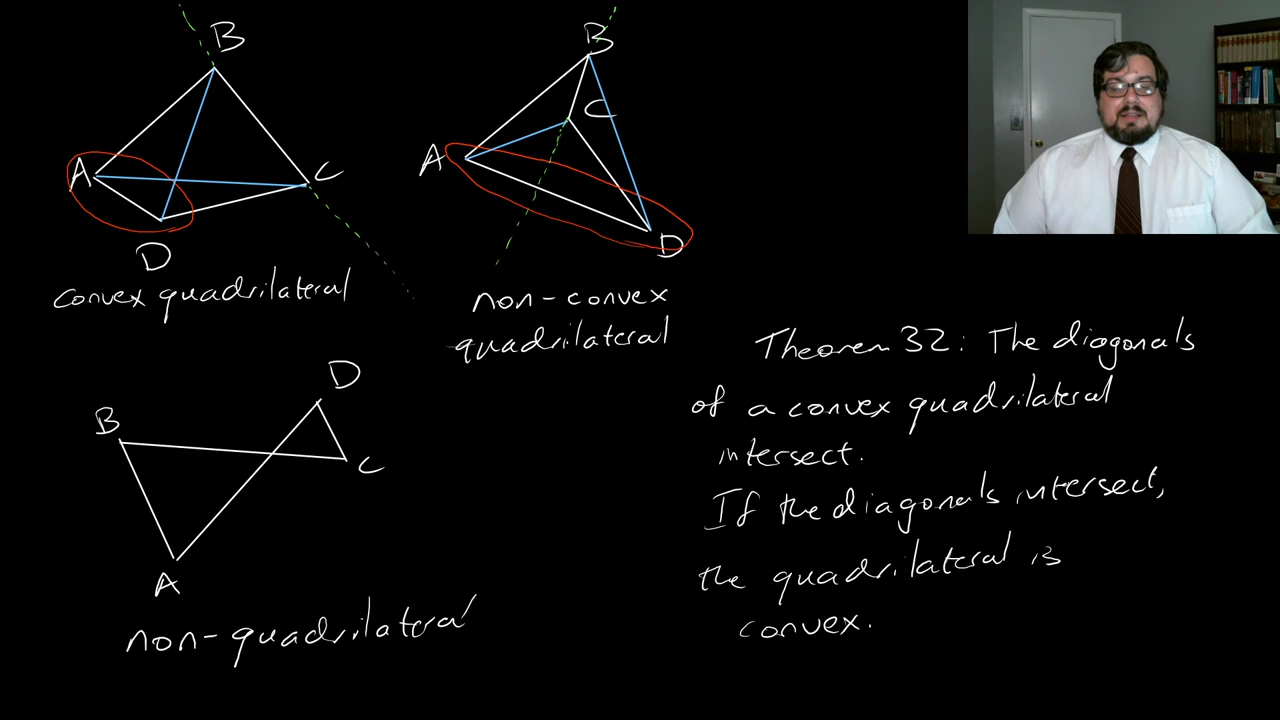 B
A
C
D
convex quadrilateral
B
C
A
D
non-convex
quadrilateral
D
B
C
A
non-quadrilateral
Theorem 32: The diagonals
of a convex quadrilateral
intersect.
If the diagonals intersect,
the quadrilateral is
convex.